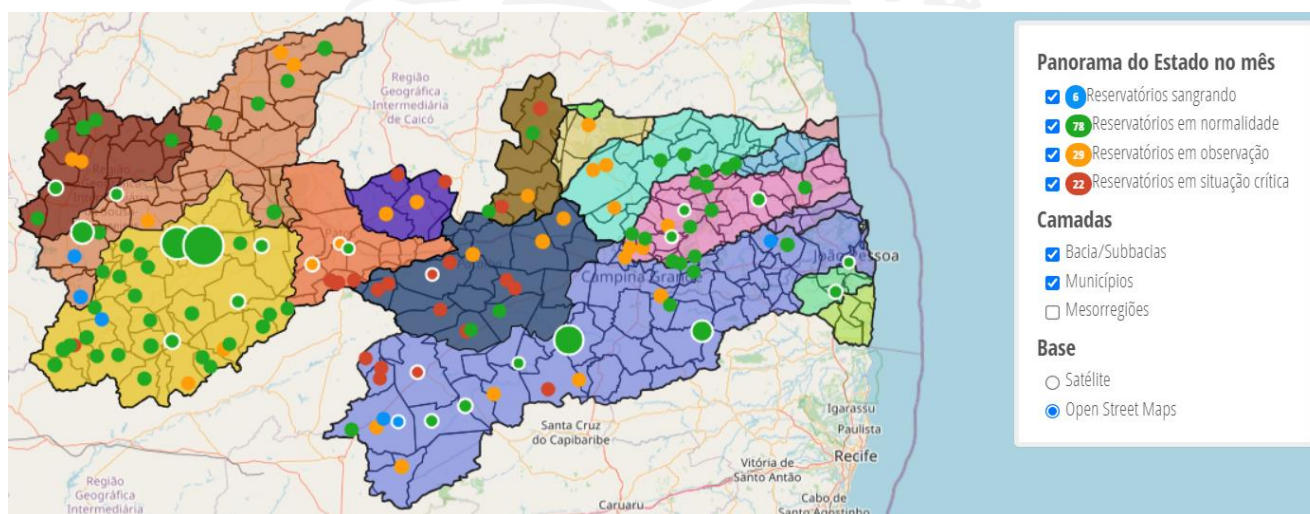 Panorama do Estado no mês
6 Reservatórios sangrando
78 Reservatórios em normalidade
29 Reservatórios em observação
22 Reservatórios em situação crítica
Camadas
Bacia/Subbacias
Municípios
Mesorregiões
Base
Satélite
Open Street Maps
Região
Geográfica
Intermediária
de Caicó
Campina Grande
João Pessoa
Santa Cruz
do Capibaribe
Igarassu
Paulista
Recife
Vitória de
Santo Antão
Cabo de
Santo Agostinho
Caruaru
Região
Geográfica
Intermediária